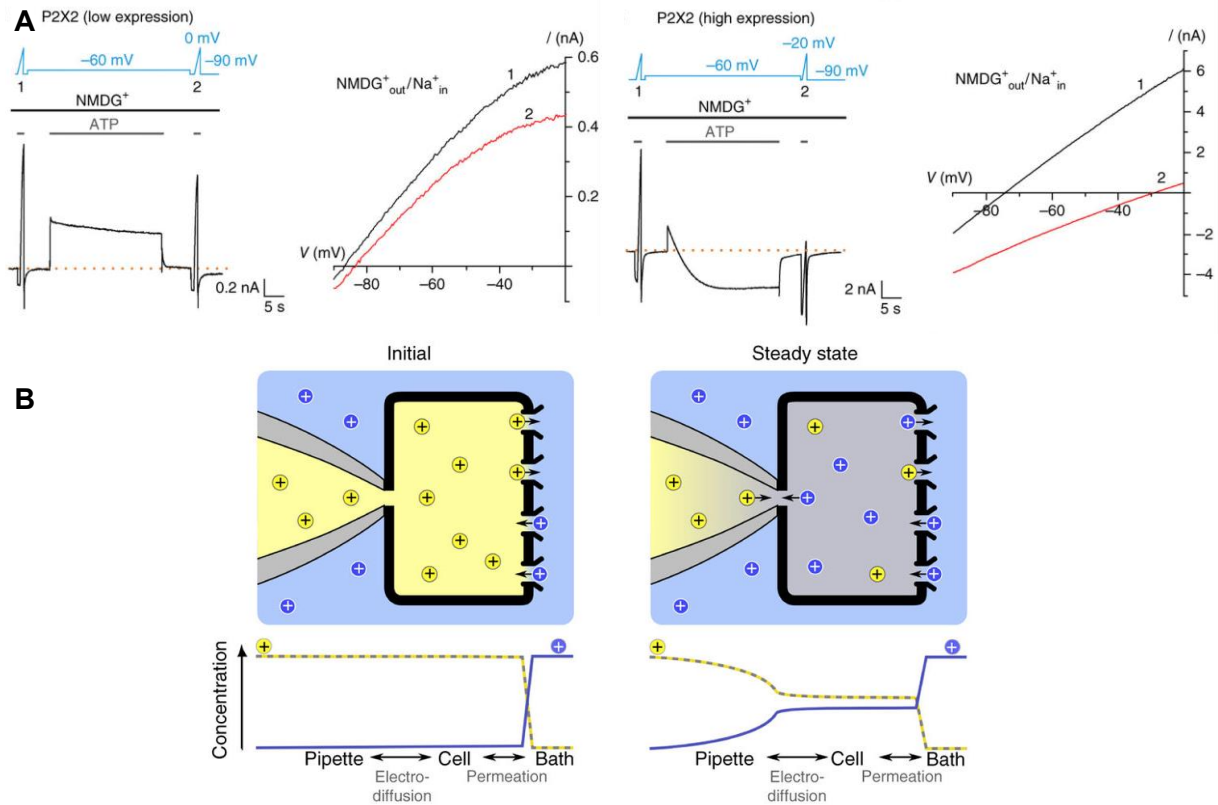 A
P2X2 (low expression)
0 mV
−60 mV
−90 mV
1
2
NMDG⁺
ATP
0.2 nA
5 s
I (nA)
0.6
NMDG⁺out/Na⁺in
1
2
0.4
0.2
V (mV)
−80
−60
−40
P2X2 (high expression)
−20 mV
−60 mV
−90 mV
1
2
NMDG⁺
ATP
2 nA
5 s
I (nA)
NMDG⁺out/Na⁺in
1
6
4
2
V (mV)
2
−80
−60
−40
−2
−4
B
Initial
Steady state
Concentration
Pipette
Cell
Bath
Electro-
diffusion
Permeation
Pipette
Cell
Bath
Electro-
diffusion
Permeation